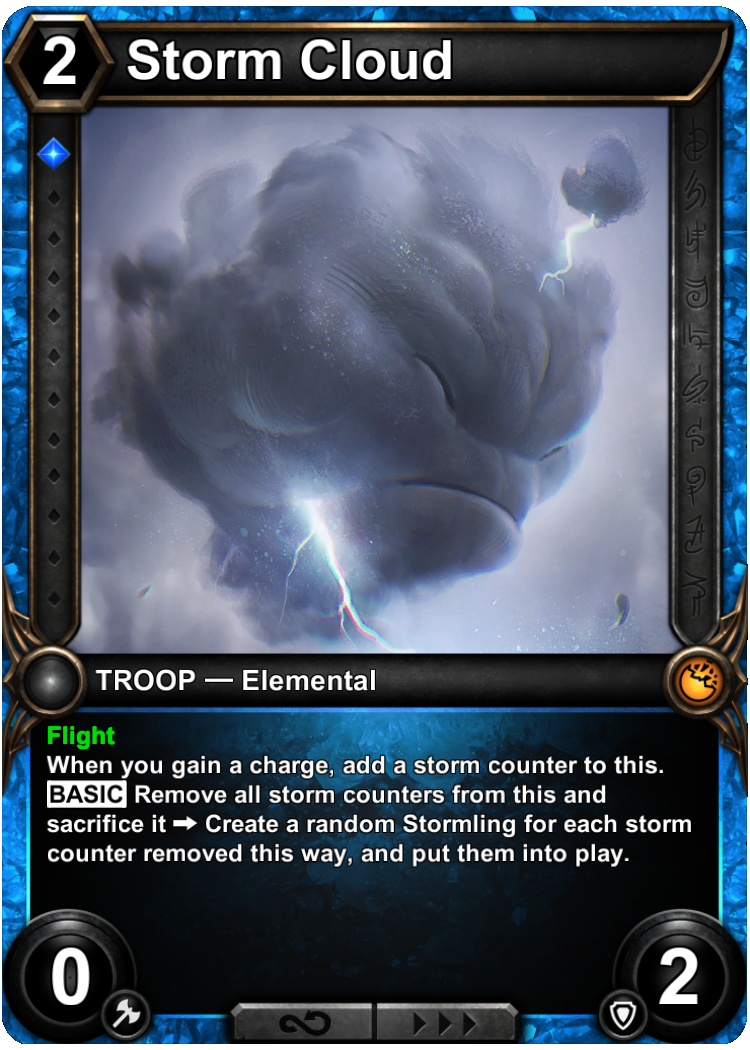 2 Storm Cloud
TROOP — Elemental
Flight
When you gain a charge, add a storm counter to this.
BASIC Remove all storm counters from this and
sacrifice it ➡ Create a random Stormling for each storm
counter removed this way, and put them into play.
0 2